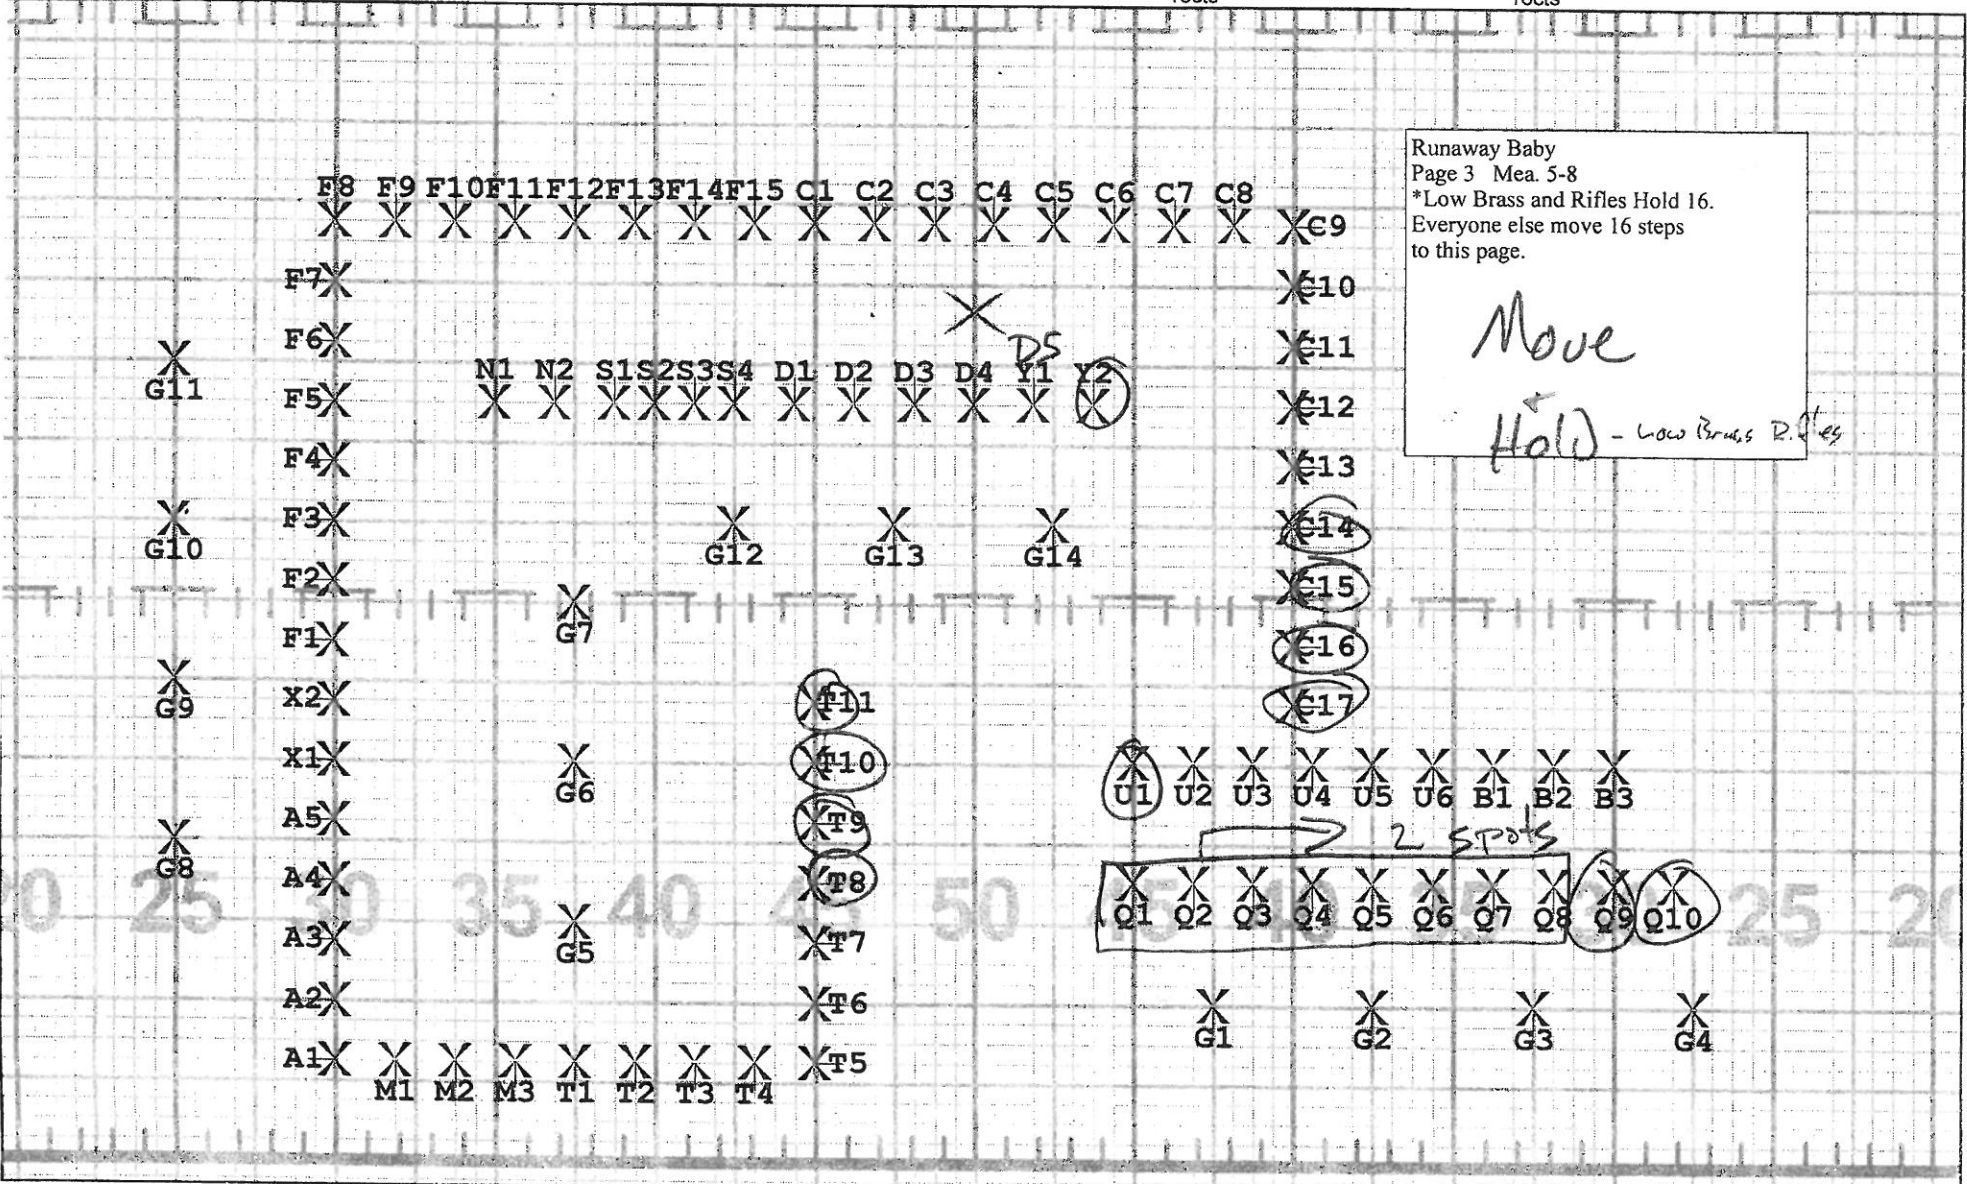 F8 F9 F10 F11 F12 F13 F14 F15 C1 C2 C3 C4 C5 C6 C7 C8
C9
Runaway Baby
Page 3 Mea. 5-8
*Low Brass and Rifles Hold 16.
Everyone else move 16 steps
to this page.
Move
+
Hold - Low Brass Rifles
F7
C10
F6
D5
C11
G11
N1 N2 S1 S2 S3 S4 D1 D2 D3 D4 Y1 Y2
F5
C12
F4
C13
F3
C14
G10
G12 G13 G14
F2
C15
G7
F1
C16
G9
X2
T11
C17
X1
T10
G6
U1 U2 U3 U4 U5 U6 B1 B2 B3
A5
T9
2 spots
G8
A4
T8
20 25 30 35 40 45 50 45 40 35 30 25 20
Q1 Q2 Q3 Q4 Q5 Q6 Q7 Q8 Q9 Q10
A3
G5
T7
A2
T6
G1 G2 G3 G4
A1
T5
M1 M2 M3 T1 T2 T3 T4